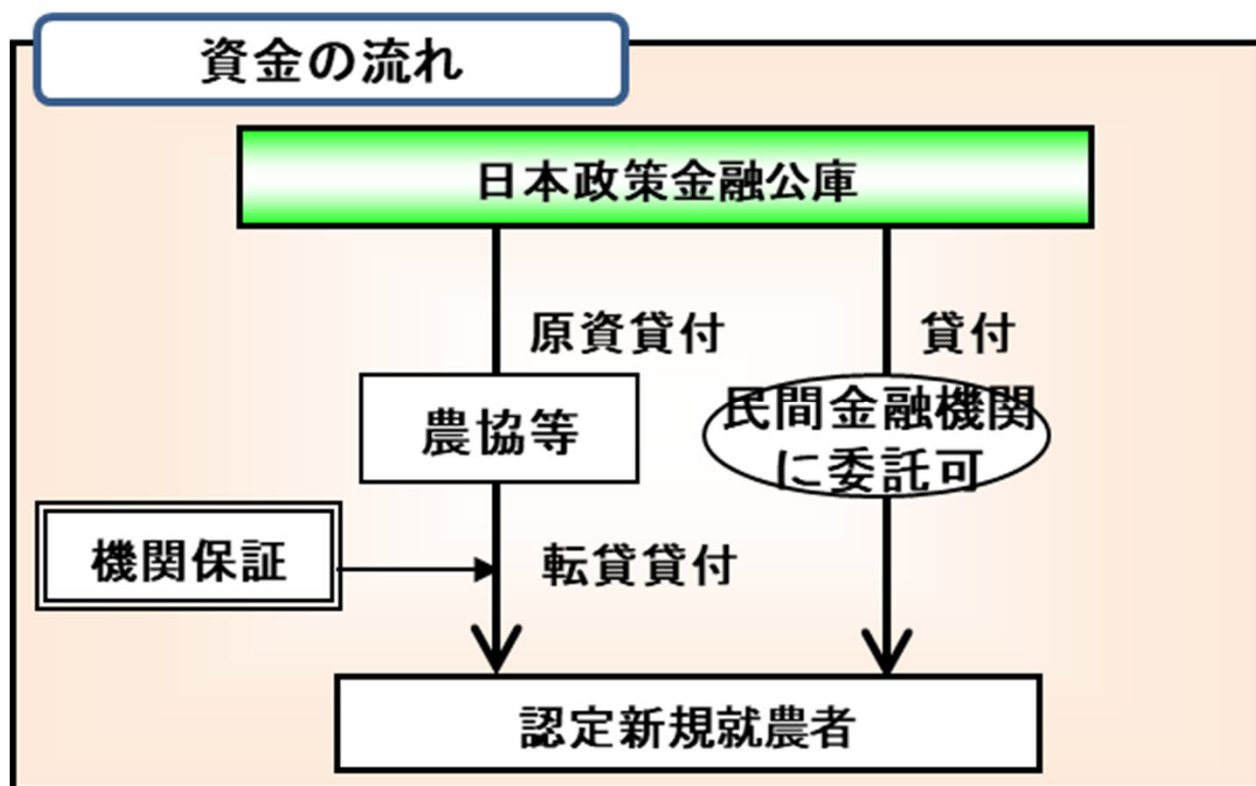 資金の流れ
日本政策金融公庫
原資貸付
貸付
農協等
民間金融機関
に委託可
機関保証
転貸貸付
認定新規就農者